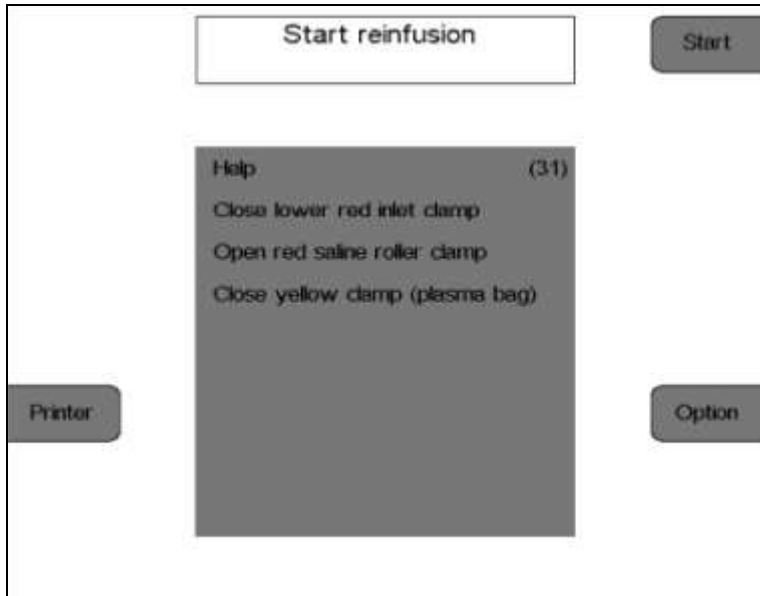 Start reinfusion
Start
Help (31)
Close lower red inlet clamp
Open red saline roller clamp
Close yellow clamp (plasma bag)
Printer
Option